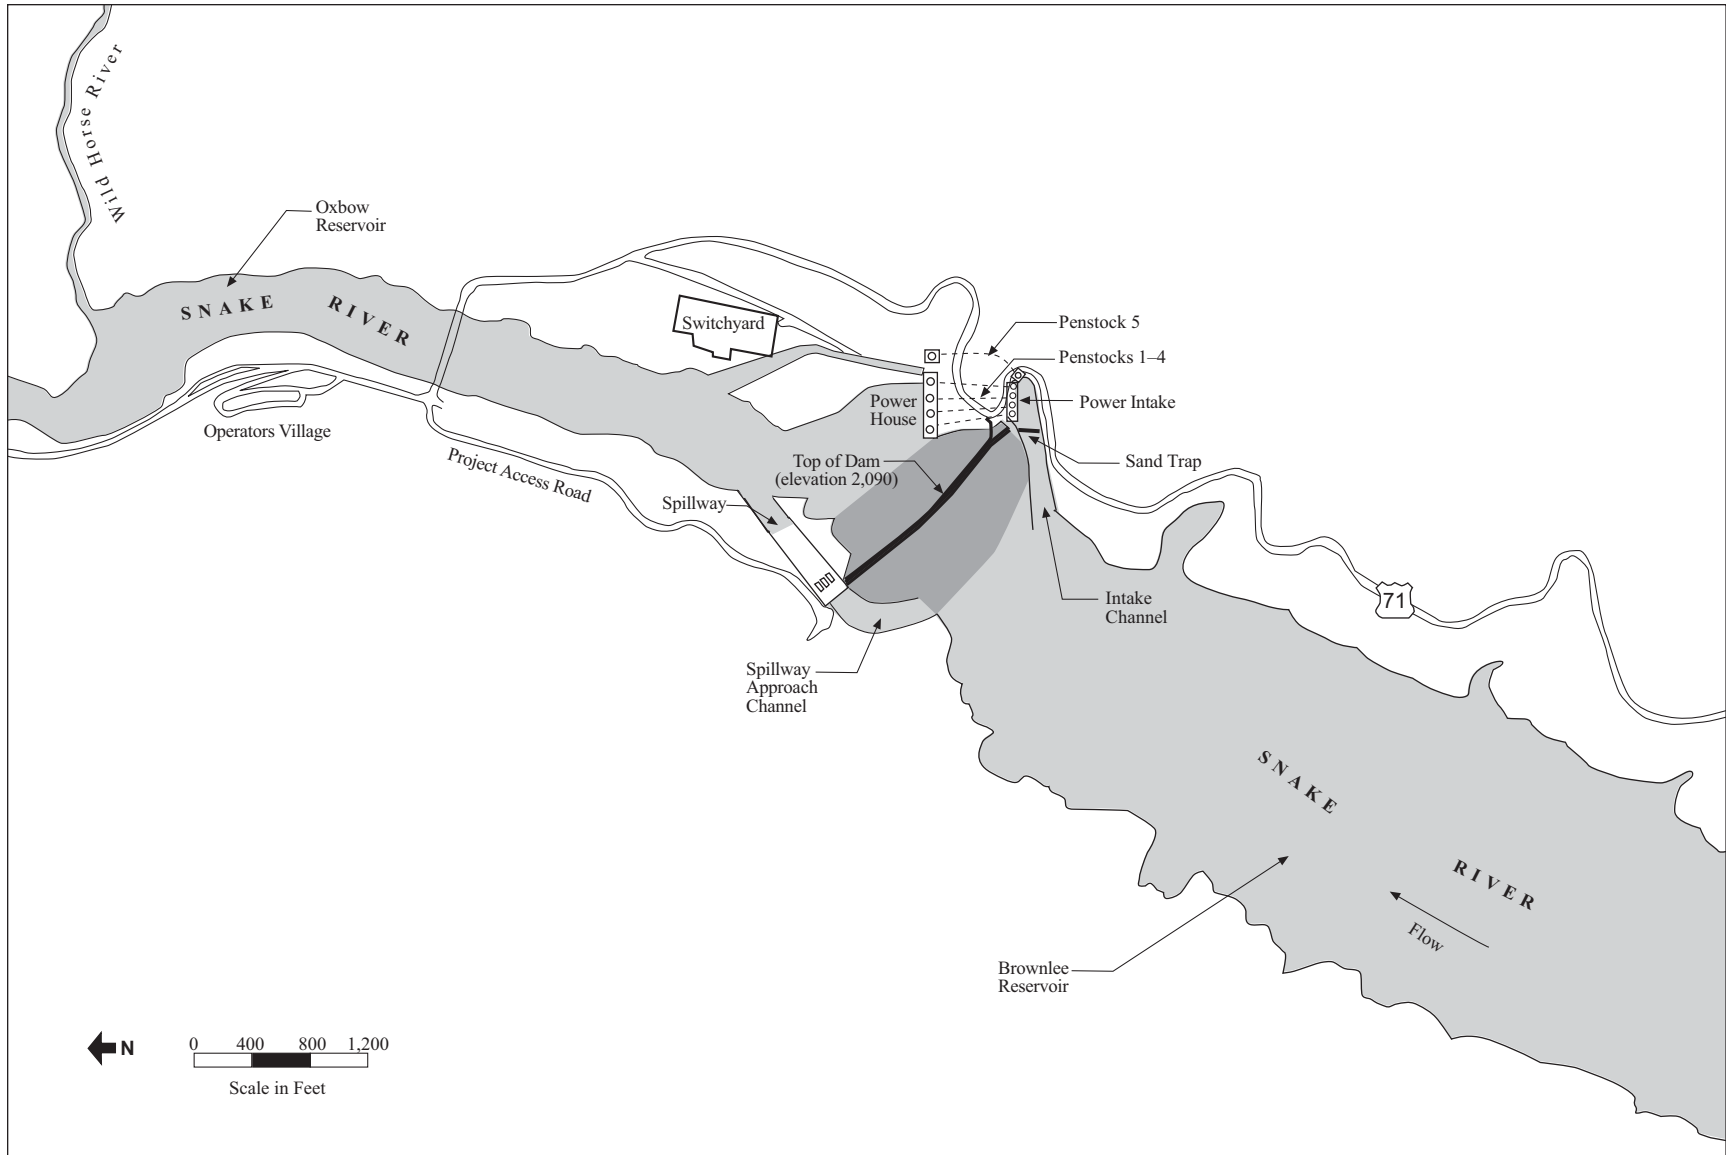 Wild Horse River
Oxbow
Reservoir
SNAKE RIVER
Switchyard
Penstock 5
Penstocks 1–4
Power
House
Power Intake
Operators Village
Project Access Road
Top of Dam
(elevation 2,090)
Sand Trap
Spillway
71
Intake
Channel
Spillway
Approach
Channel
SNAKE RIVER
Flow
Brownlee
Reservoir
N
0 400 800 1,200
Scale in Feet